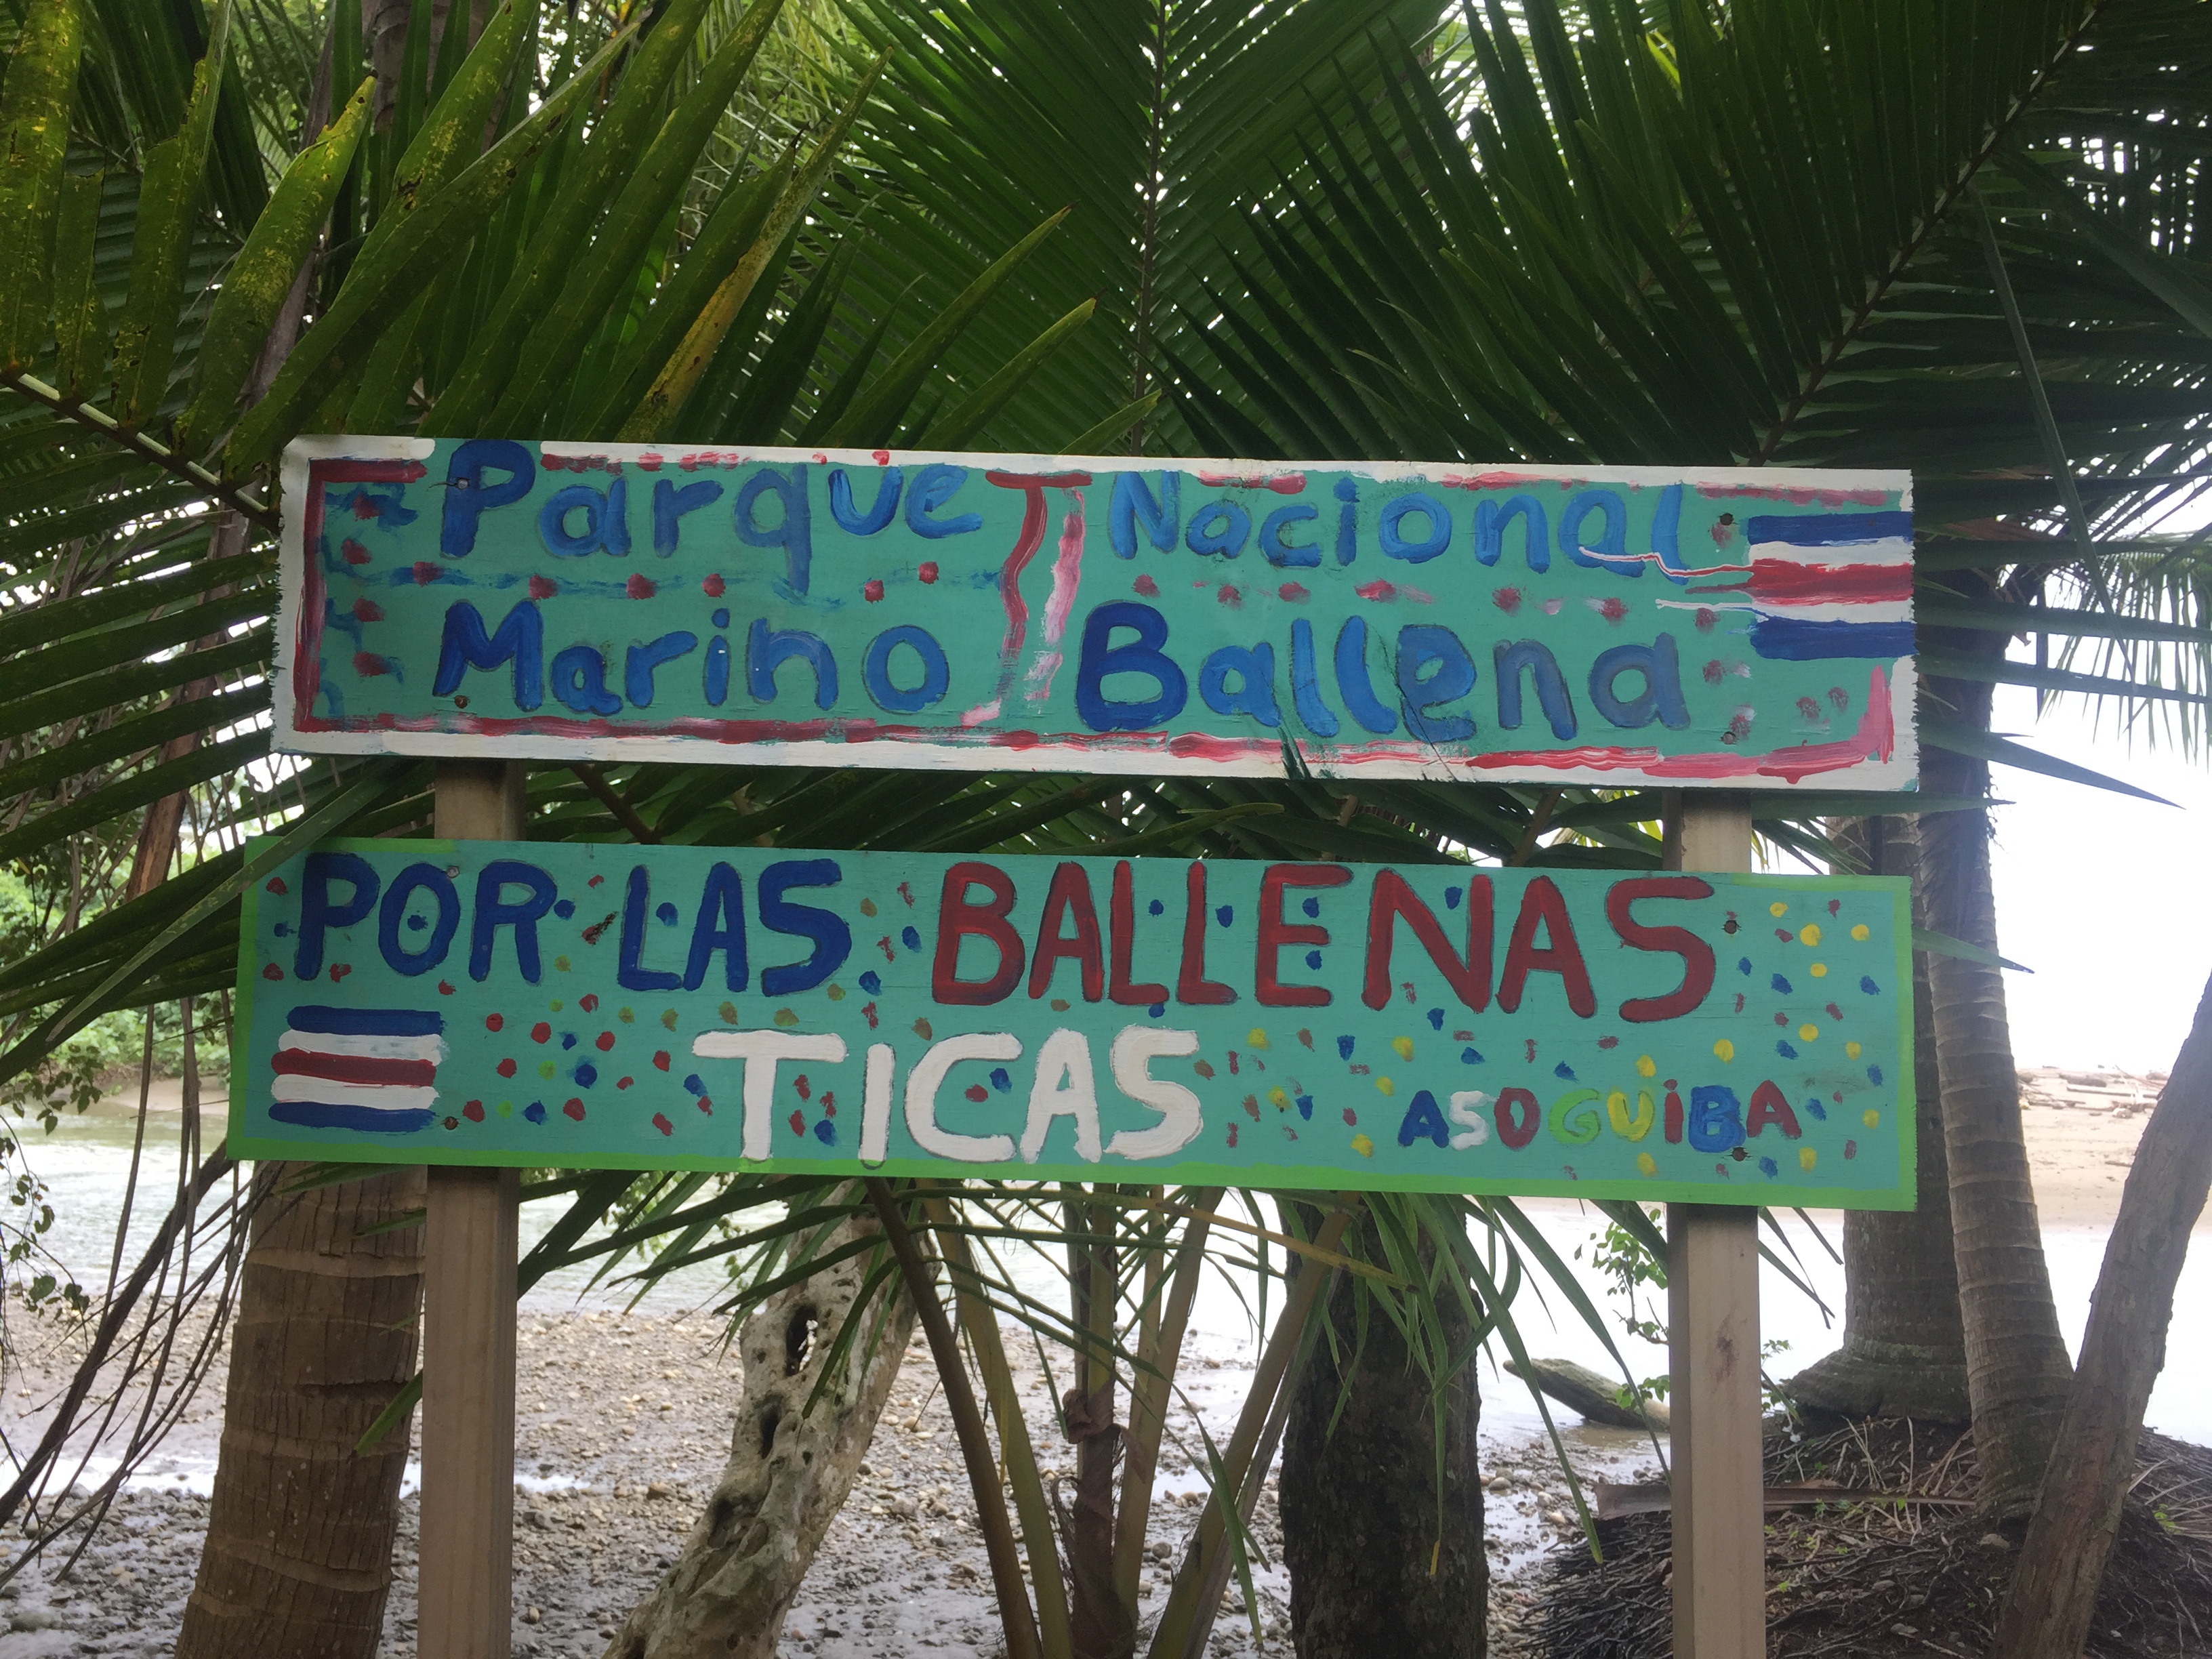 Parque Nacional
Marino Ballena
POR LAS BALLENAS
TICAS
ASOGUiBA